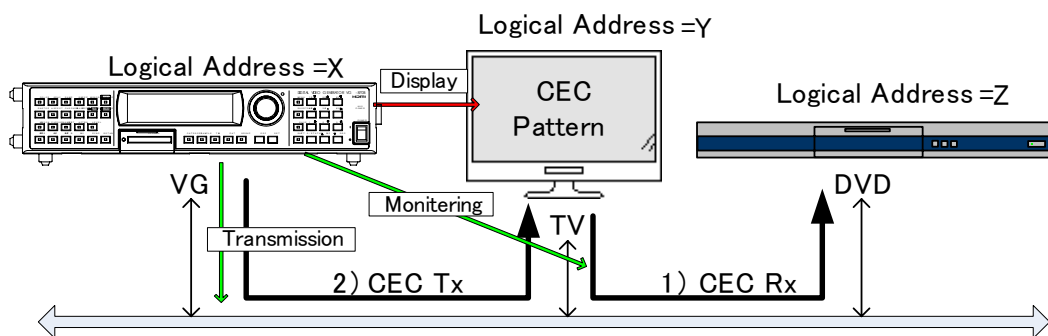 Logical Address =Y
Logical Address =X
Display
CEC
Pattern
Logical Address =Z
VG
Monitering
TV
DVD
Transmission
2) CEC Tx
1) CEC Rx